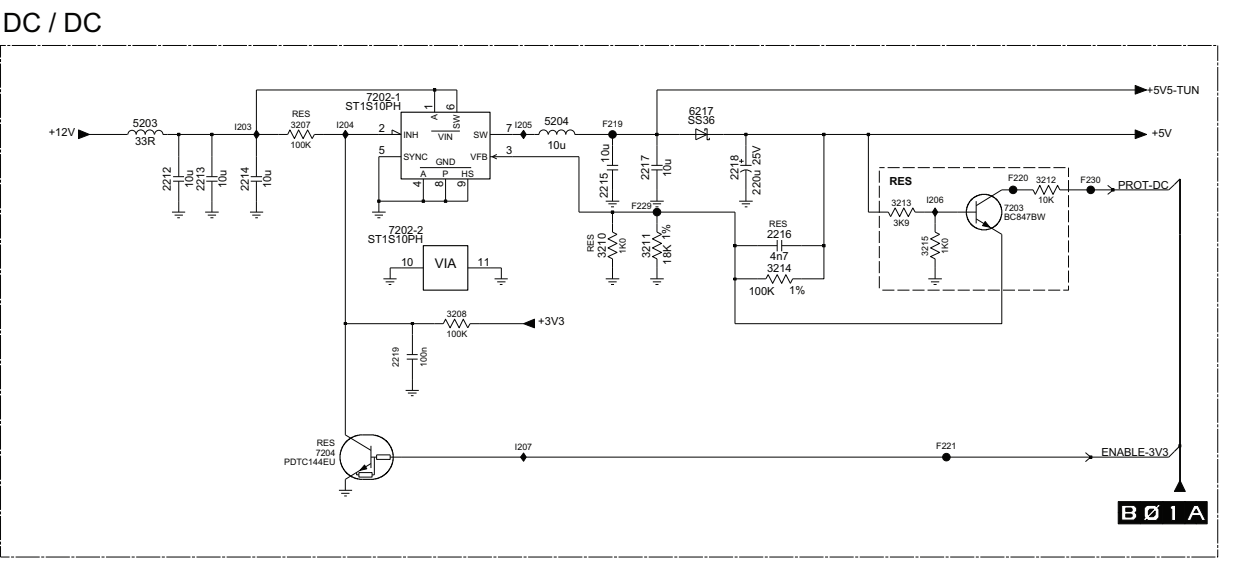 DC / DC
+12V
5203
33R
2212
10u
2213
10u
2214
10u
I203
RES
3207
100K
I204
7202-1
ST1S10PH
1
6
A
SW
VIN
2
INH
SW
7
5
SYNC
VFB
3
GND
A
P
HS
4
8
9
I205
5204
10u
F219
2215
10u
2217
10u
6217
SS36
2218
220u 25V
+
+5V5-TUN
+5V
F229
RES
3210
1K0
3211
18K 1%
RES
2216
4n7
3214
100K 1%
RES
3213
3K9
I206
3215
1K0
7203
BC847BW
F220
3212
10K
F230
PROT-DC
7202-2
ST1S10PH
10
VIA
11
3208
100K
+3V3
2219
100n
RES
7204
PDTC144EU
I207
F221
ENABLE-3V3
BØ1A